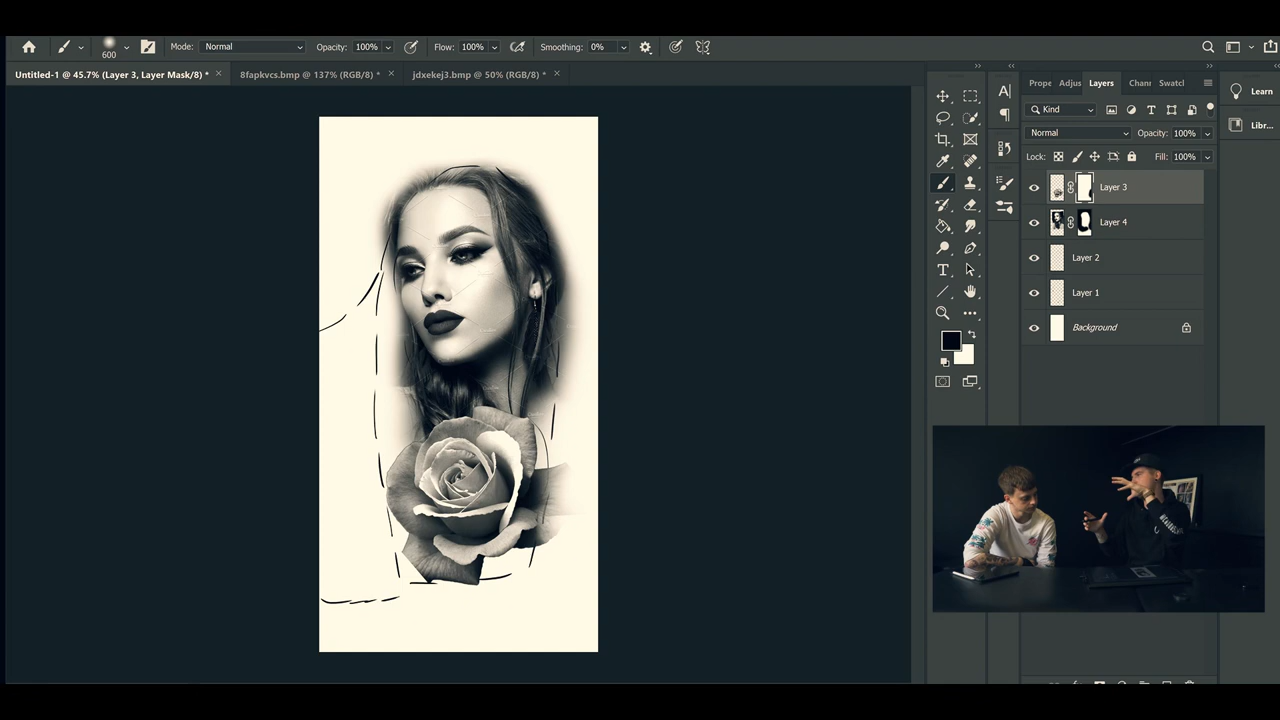 600
Mode: Normal
Opacity: 100%
Flow: 100%
Smoothing: 0%
Untitled-1 @ 45.7% (Layer 3, Layer Mask/8) *
8fapkvcs.bmp @ 137% (RGB/8) *
jdxekej3.bmp @ 50% (RGB/8) *
Prope
Adjus
Layers
Chanr
Swatcl
Learn
Kind
Libr...
Normal
Opacity: 100%
Lock:
Fill: 100%
Layer 3
Layer 4
Layer 2
Layer 1
Background